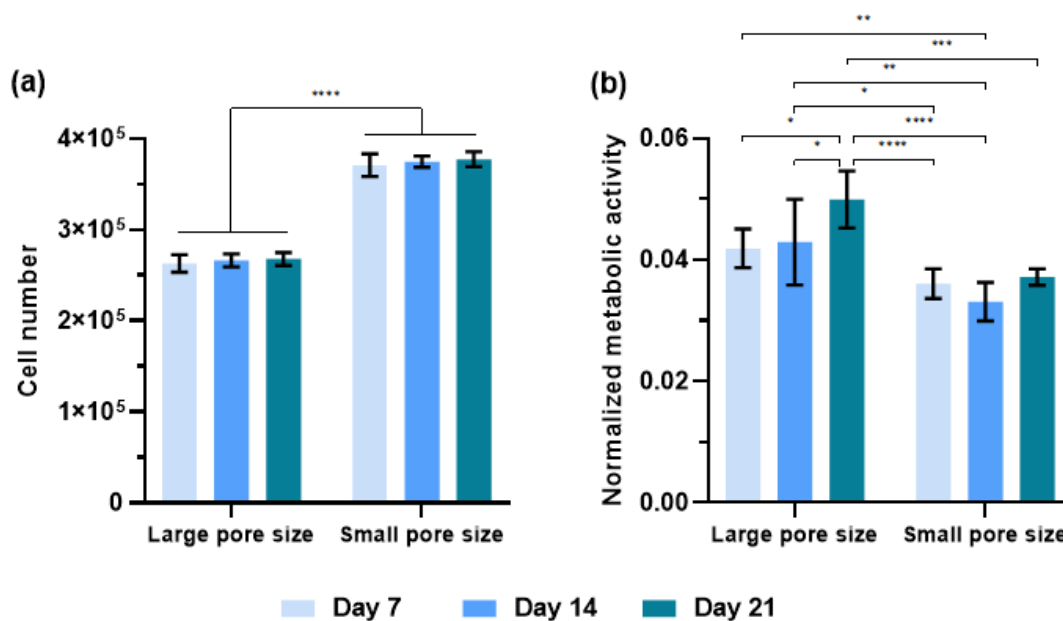 (a)
****
4×10⁵
3×10⁵
2×10⁵
1×10⁵
0
Cell number
Large pore size Small pore size
(b)
**
***
**
*
* ****
* ****
0.06
0.04
0.02
0.00
Normalized metabolic activity
Large pore size Small pore size
Day 7 Day 14 Day 21